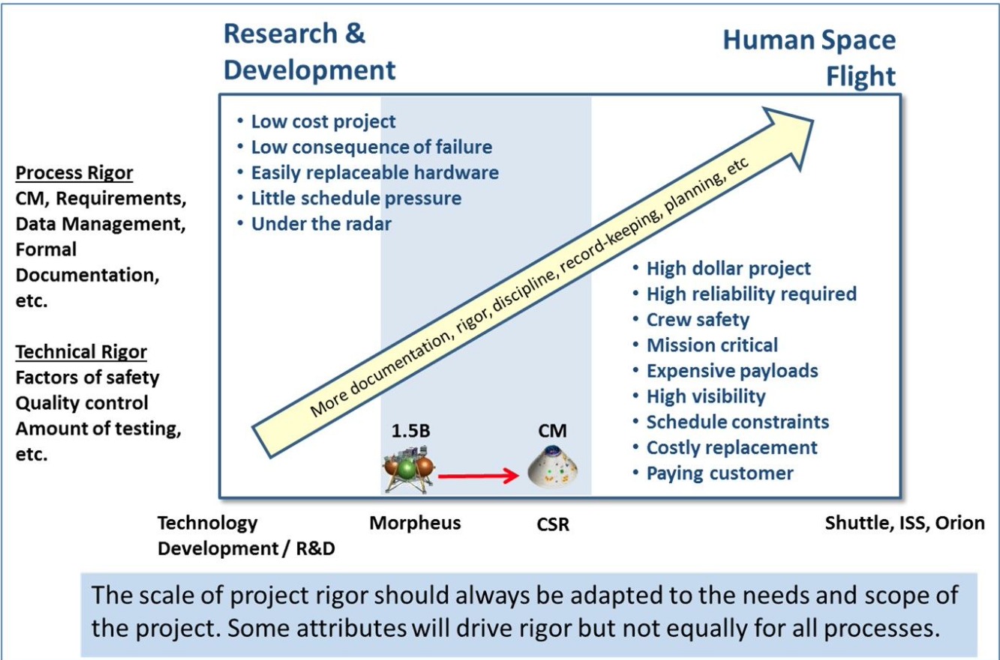 Research &
Development
Human Space
Flight
• Low cost project
• Low consequence of failure
• Easily replaceable hardware
• Little schedule pressure
• Under the radar
Process Rigor
CM, Requirements,
Data Management,
Formal
Documentation,
etc.
Technical Rigor
Factors of safety
Quality control
Amount of testing,
etc.
More documentation, rigor, discipline, record-keeping, planning, etc
• High dollar project
• High reliability required
• Crew safety
• Mission critical
• Expensive payloads
• High visibility
• Schedule constraints
• Costly replacement
• Paying customer
1.5B
CM
Technology
Development / R&D
Morpheus
CSR
Shuttle, ISS, Orion
The scale of project rigor should always be adapted to the needs and scope of
the project. Some attributes will drive rigor but not equally for all processes.